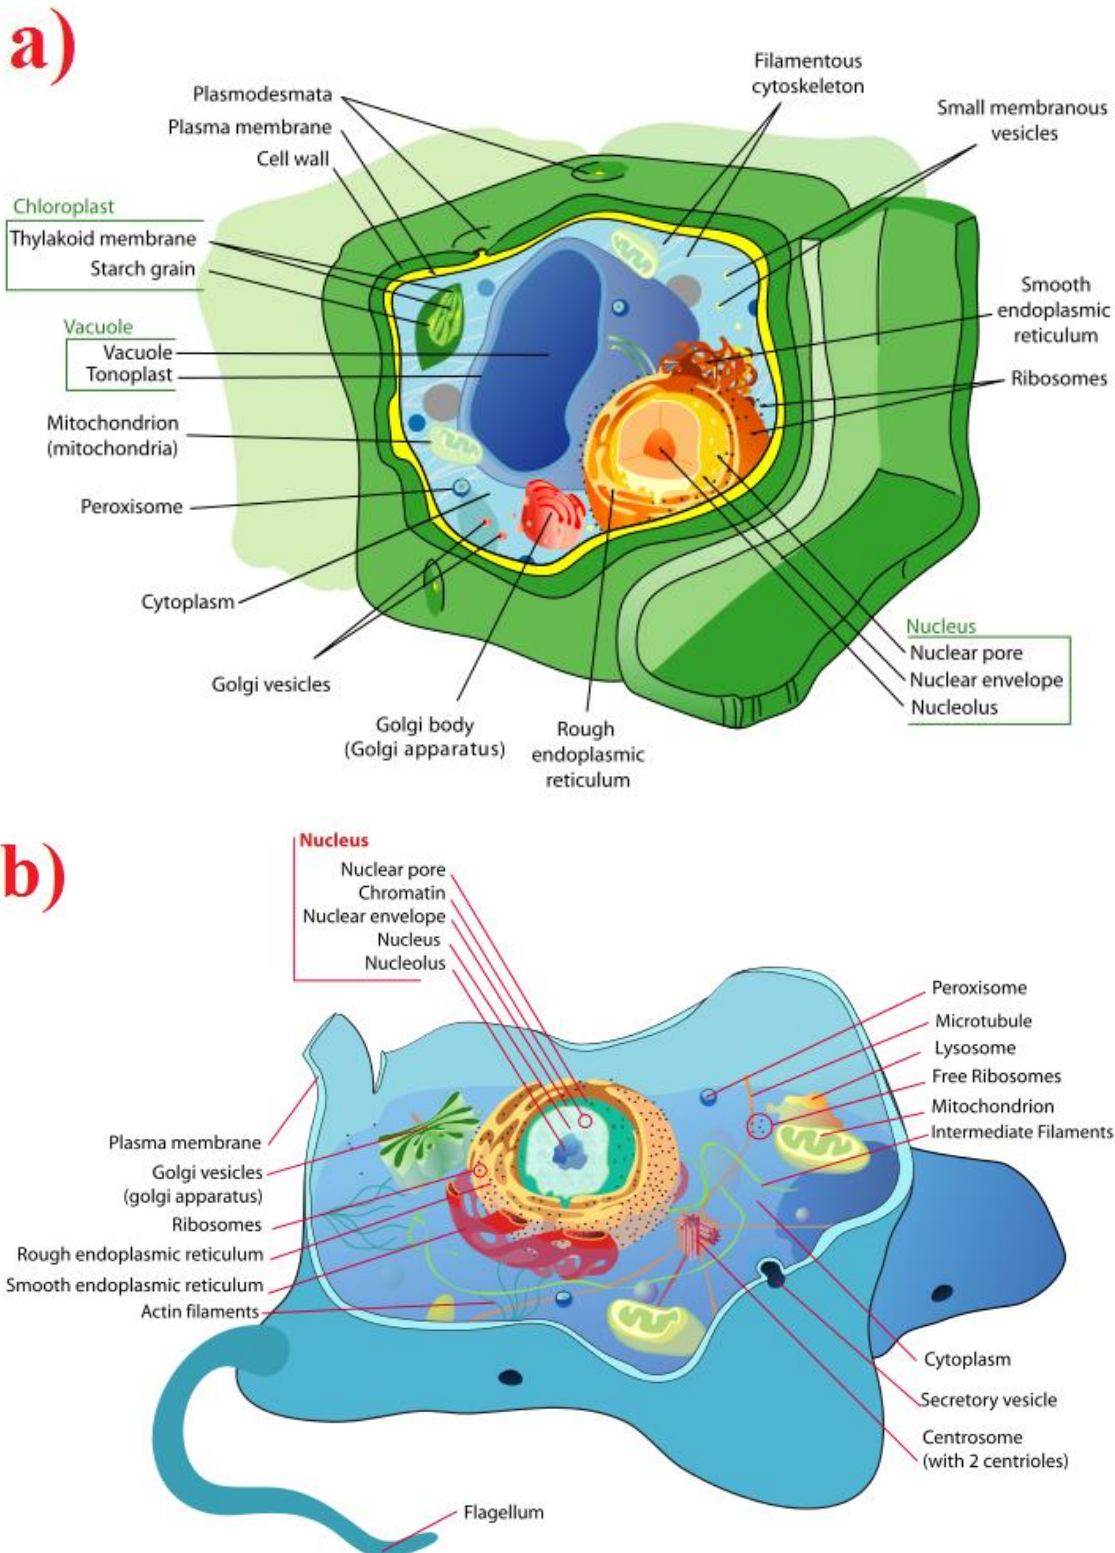 a)
Filamentous
cytoskeleton
Small membranous
vesicles
Plasmodesmata
Plasma membrane
Cell wall
Chloroplast
Thylakoid membrane
Starch grain
Vacuole
Vacuole
Tonoplast
Mitochondrion
(mitochondria)
Peroxisome
Cytoplasm
Golgi vesicles
Golgi body
(Golgi apparatus)
Rough
endoplasmic
reticulum
Smooth
endoplasmic
reticulum
Ribosomes
Nucleus
Nuclear pore
Nuclear envelope
Nucleolus
b)
Nucleus
Nuclear pore
Chromatin
Nuclear envelope
Nucleus
Nucleolus
Plasma membrane
Golgi vesicles
(golgi apparatus)
Ribosomes
Rough endoplasmic reticulum
Smooth endoplasmic reticulum
Actin filaments
Peroxisome
Microtubule
Lysosome
Free Ribosomes
Mitochondrion
Intermediate Filaments
Cytoplasm
Secretory vesicle
Centrosome
(with 2 centrioles)
Flagellum